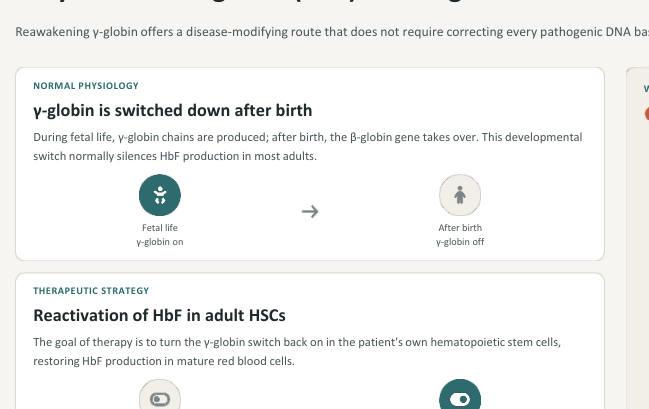 Reawakening γ-globin offers a disease-modifying route that does not require correcting every pathogenic DNA
NORMAL PHYSIOLOGY
γ-globin is switched down after birth
During fetal life, γ-globin chains are produced; after birth, the β-globin gene takes over. This developmental
switch normally silences HbF production in most adults.
Fetal life
γ-globin on
After birth
γ-globin off
THERAPEUTIC STRATEGY
Reactivation of HbF in adult HSCs
The goal of therapy is to turn the γ-globin switch back on in the patient's own hematopoietic stem cells,
restoring HbF production in mature red blood cells.